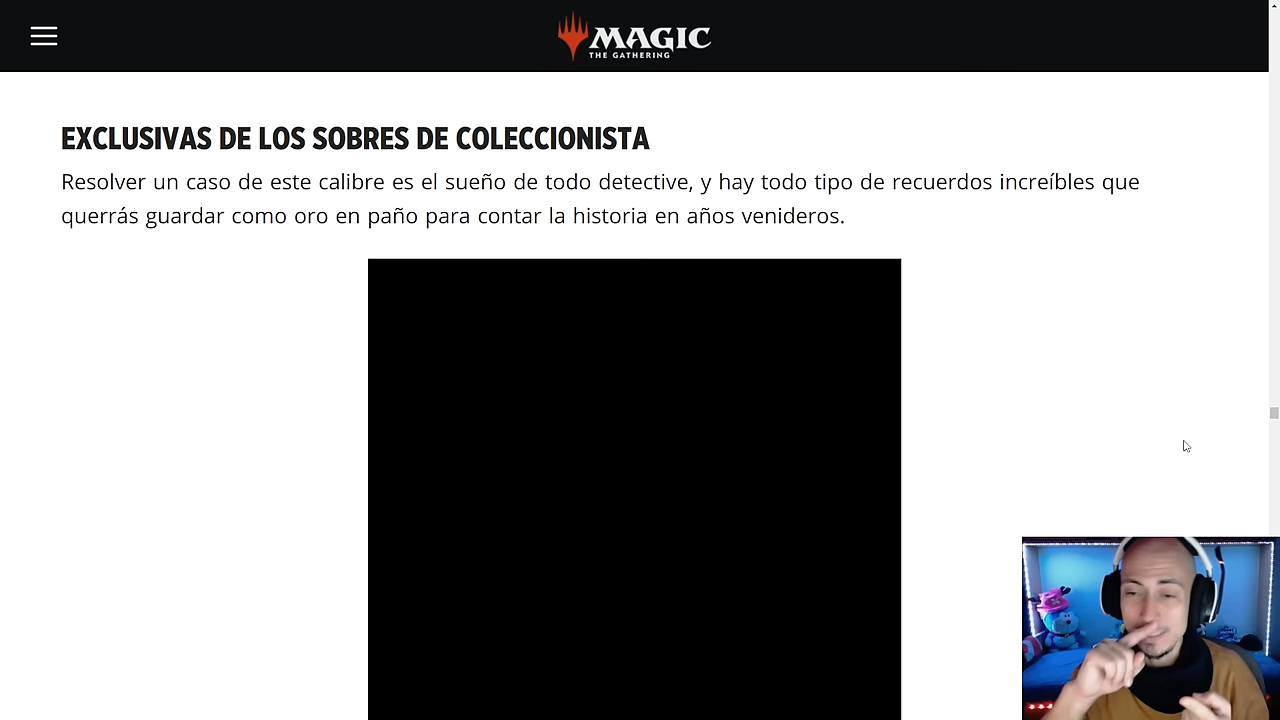 MAGIC
THE GATHERING
EXCLUSIVAS DE LOS SOBRES DE COLECCIONISTA
Resolver un caso de este calibre es el sueño de todo detective, y hay todo tipo de recuerdos increíbles que
querrás guardar como oro en paño para contar la historia en años venideros.